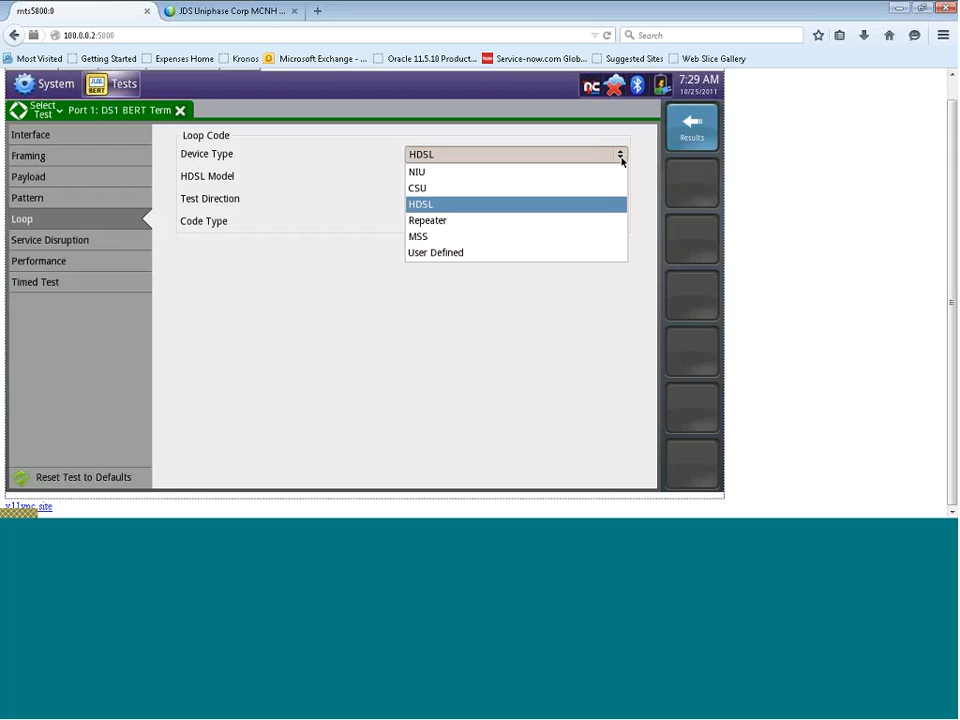 mts5800:0
JDS Uniphase Corp MCNH ...
100.0.0.2:5800
Search
Most Visited Getting Started Expenses Home Kronos Microsoft Exchange - ... Oracle 11.5.10 Product... Service-now.com Glob... Suggested Sites Web Slice Gallery
System Tests 7:29 AM
10/25/2011
Select
Test Port 1: DS1 BERT Term
Results
Interface
Framing
Payload
Pattern
Loop
Service Disruption
Performance
Timed Test
Reset Test to Defaults
Loop Code
Device Type HDSL
HDSL Model
Test Direction
Code Type
NIU
CSU
HDSL
Repeater
MSS
User Defined
x11vnc site